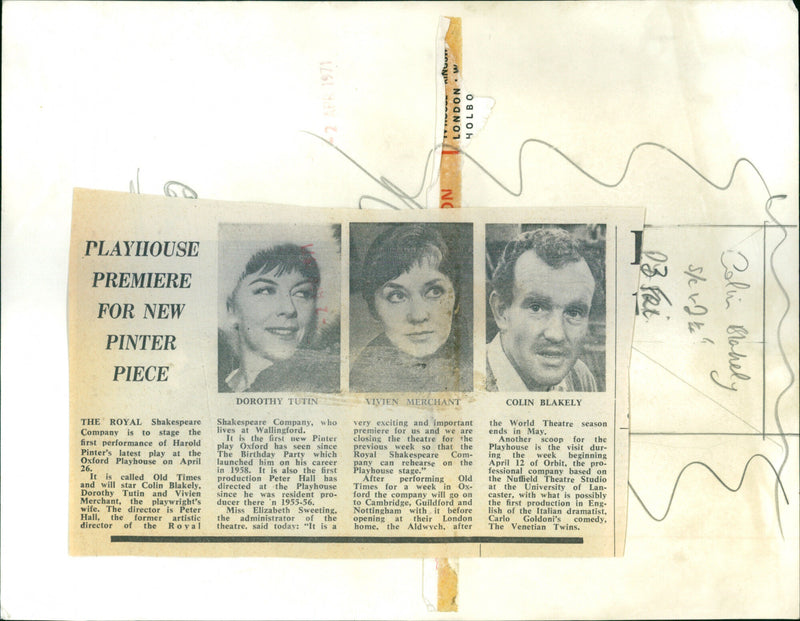 2 APR 1971
LONDON · W
HOLBO
ON
PLAYHOUSE
PREMIERE
FOR NEW
PINTER
PIECE
DOROTHY TUTIN
VIVIEN MERCHANT
COLIN BLAKELY
THE ROYAL Shakespeare
Company is to stage the
first performance of Harold
Pinter's latest play at the
Oxford Playhouse on April
26.
It is called Old Times
and will star Colin Blakely,
Dorothy Tutin and Vivien
Merchant, the playwright's
wife. The director is Peter
Hall, the former artistic
director of the Royal
Shakespeare Company, who
lives at Wallingford.
It is the first new Pinter
play Oxford has seen since
The Birthday Party which
launched him on his career
in 1958. It is also the first
production Peter Hall has
directed at the Playhouse
since he was resident pro-
ducer there in 1955-56.
Miss Elizabeth Sweeting,
the administrator of the
theatre, said today: "It is a
very exciting and important
premiere for us and we are
closing the theatre for the
previous week so that the
Royal Shakespeare Com-
pany can rehearse on the
Playhouse stage."
After performing Old
Times for a week in Ox-
ford the company will go on
to Cambridge, Guildford and
Nottingham with it before
opening at their London
home, the Aldwych, after
the World Theatre season
ends in May.
Another scoop for the
Playhouse is the visit dur-
ing the week beginning
April 12 of Orbit, the pro-
fessional company based on
the Nuffield Theatre Studio
at the University of Lan-
caster, with what is possibly
the first production in Eng-
lish of the Italian dramatist,
Carlo Goldoni's comedy,
The Venetian Twins.
Colin Blakely